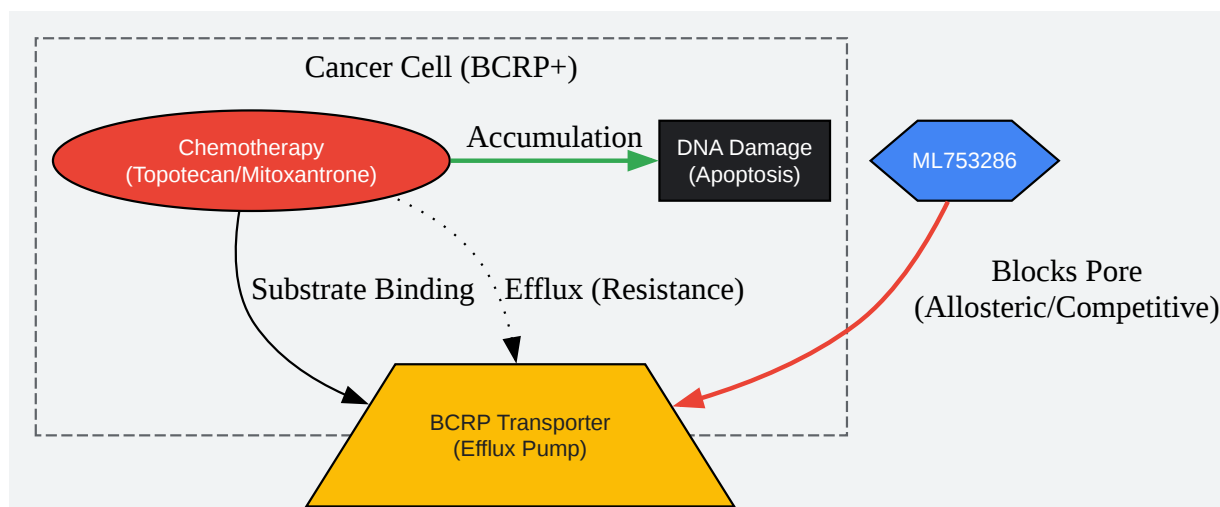 Cancer Cell (BCRP+)
Chemotherapy
(Topotecan/Mitoxantrone)
Accumulation
DNA Damage
(Apoptosis)
ML753286
Substrate Binding
Efflux (Resistance)
Blocks Pore
(Allosteric/Competitive)
BCRP Transporter
(Efflux Pump)